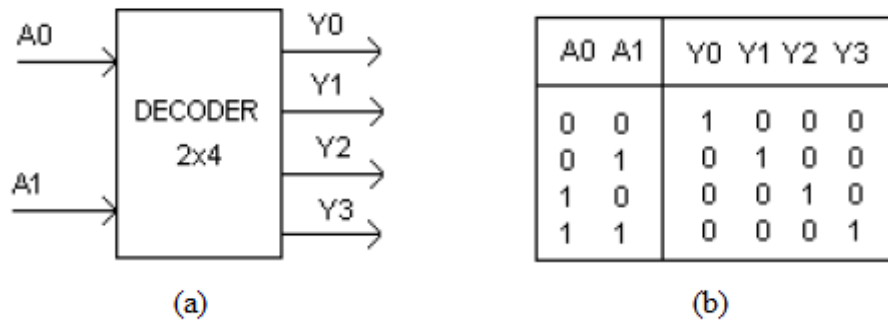 A0
A1
DECODER
2x4
Y0
Y1
Y2
Y3
(a)
A0 A1 Y0 Y1 Y2 Y3
0 0 1 0 0 0
0 1 0 1 0 0
1 0 0 0 1 0
1 1 0 0 0 1
(b)